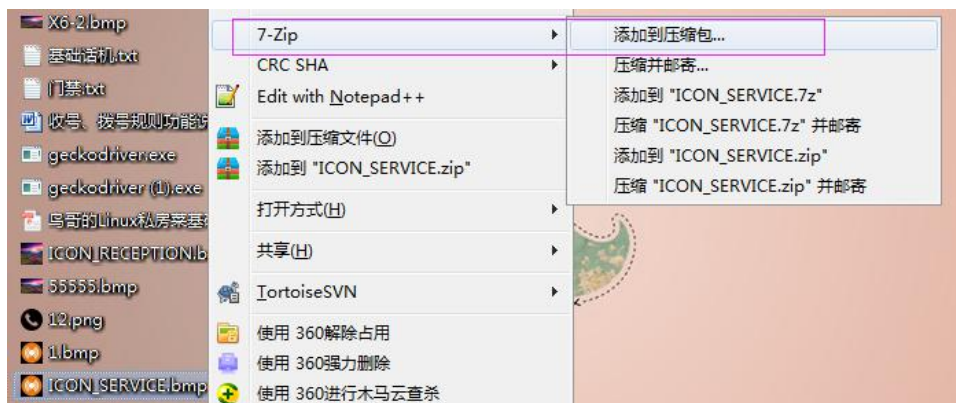 X6-2.bmp
基础话机.txt
门禁.txt
收号、拨号规则功能说
geckodriver.exe
geckodriver (1).exe
鸟哥的Linux私房菜基
ICON_RECEPTION.b
55555.bmp
12.png
1.bmp
ICON_SERVICE.bmp
7-Zip
CRC SHA
Edit with Notepad++
添加到压缩文件(O)
添加到 "ICON_SERVICE.zip"
打开方式(H)
共享(H)
TortoiseSVN
使用 360解除占用
使用 360强力删除
使用 360进行木马云查杀
添加到压缩包...
压缩并邮寄...
添加到 "ICON_SERVICE.7z"
压缩 "ICON_SERVICE.7z" 并邮寄
添加到 "ICON_SERVICE.zip"
压缩 "ICON_SERVICE.zip" 并邮寄